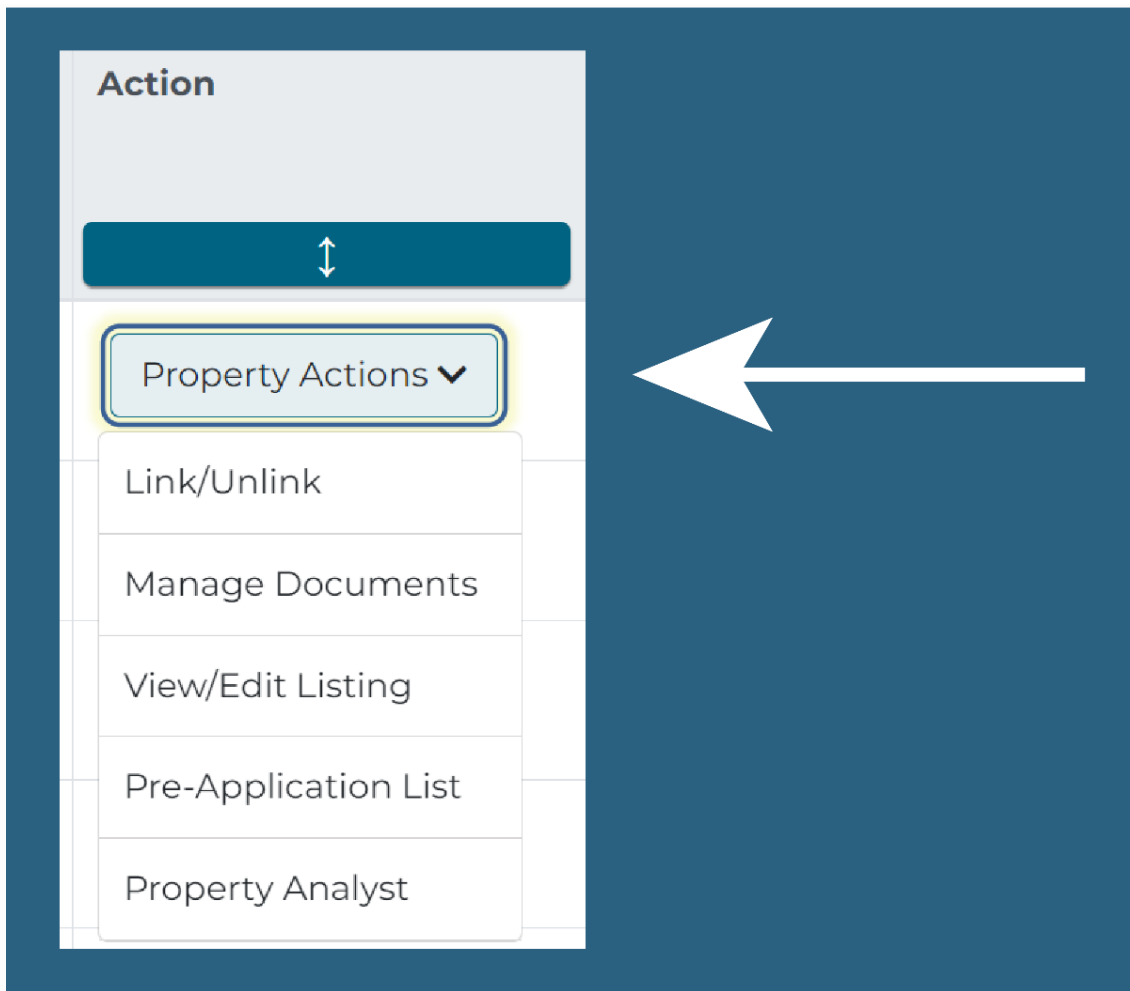 Action
Property Actions
Link/Unlink
Manage Documents
View/Edit Listing
Pre-Application List
Property Analyst